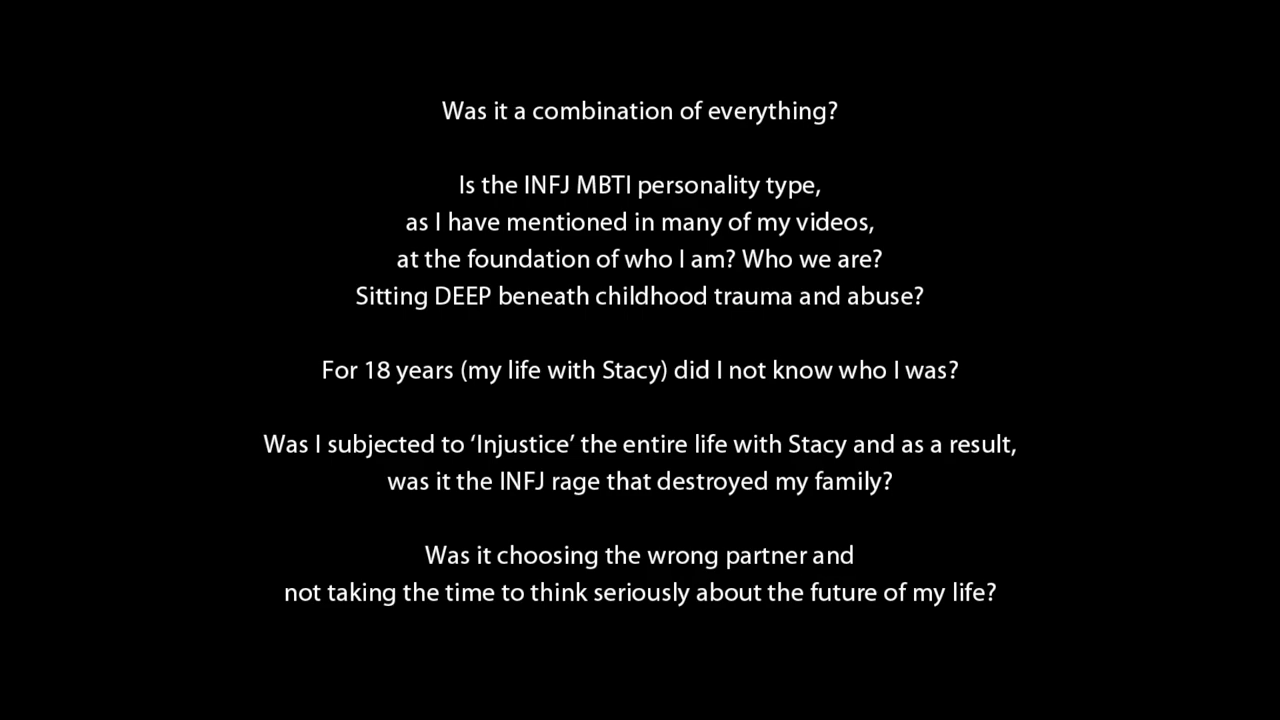 Was it a combination of everything?
Is the INFJ MBTI personality type,
as I have mentioned in many of my videos,
at the foundation of who I am? Who we are?
Sitting DEEP beneath childhood trauma and abuse?
For 18 years (my life with Stacy) did I not know who I was?
Was I subjected to ‘Injustice’ the entire life with Stacy and as a result,
was it the INFJ rage that destroyed my family?
Was it choosing the wrong partner and
not taking the time to think seriously about the future of my life?